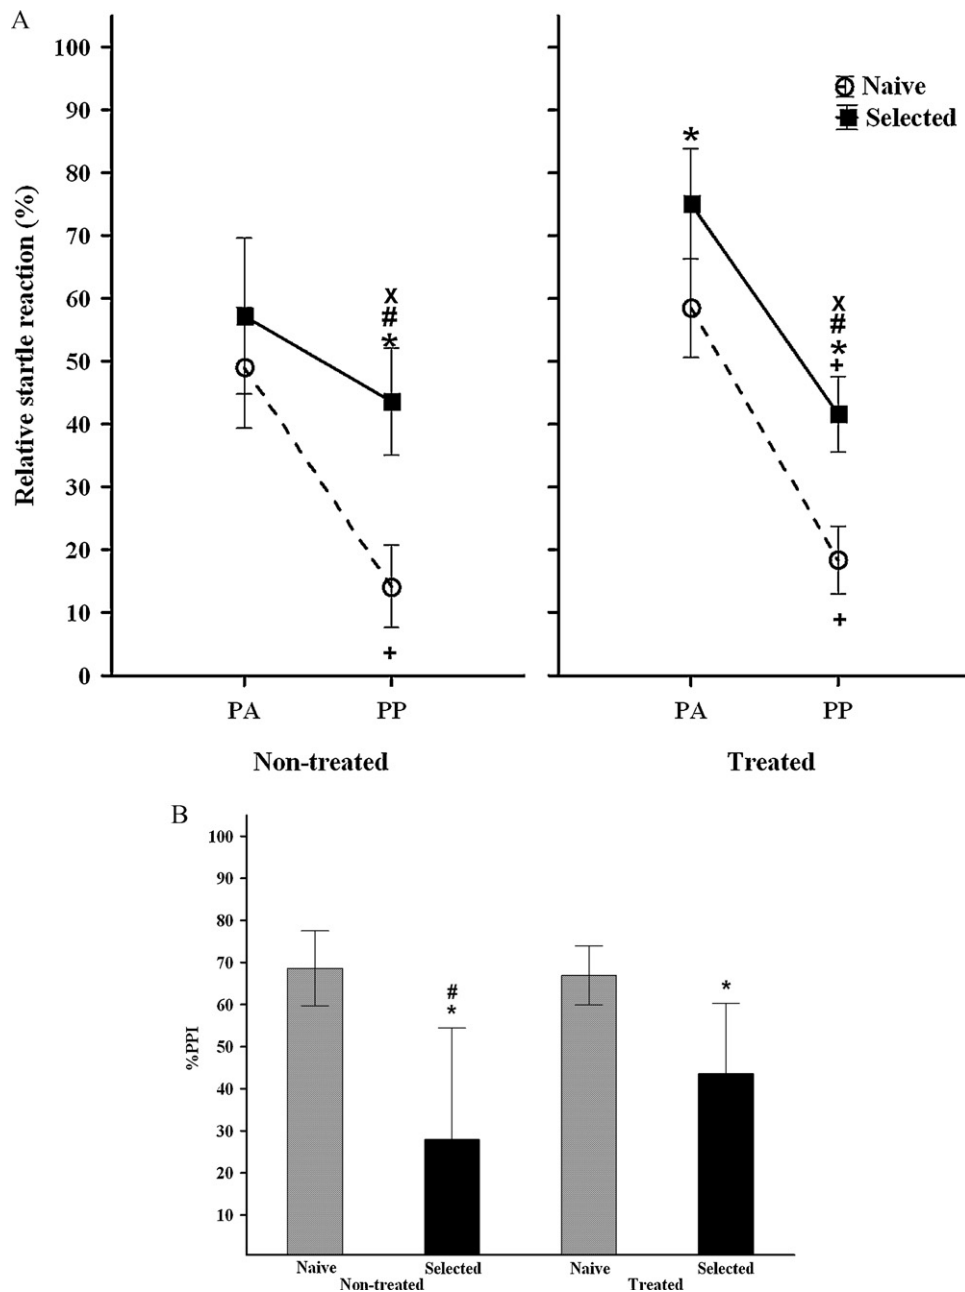 A
Relative startle reaction (%)
100
90
80
70
60
50
40
30
20
10
0
X
#
*
+
PA
PP
Non-treated
Naive
Selected
*
X
#
*
+
+
PA
PP
Treated
B
%PPI
100
90
80
70
60
50
40
30
20
10
#
*
*
Naive
Selected
Naive
Selected
Non-treated
Treated